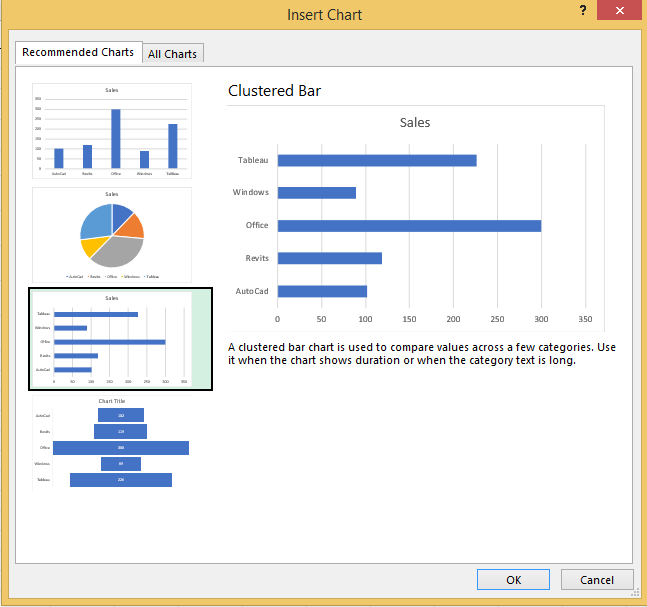 Insert Chart
?
Recommended Charts
All Charts
Sales
350
300
250
200
150
100
50
0
AutoCad Revits Office Windows Tableau
Sales
AutoCad Revits Office Windows Tableau
Sales
Tableau
Windows
Office
Revits
AutoCad
0 50 100 150 200 250 300 350
Chart Title
AutoCad 102
Revits 119
Office 300
Windows 89
Tableau 226
Clustered Bar
Sales
Tableau
Windows
Office
Revits
AutoCad
0 50 100 150 200 250 300 350
A clustered bar chart is used to compare values across a few categories. Use
it when the chart shows duration or when the category text is long.
OK
Cancel